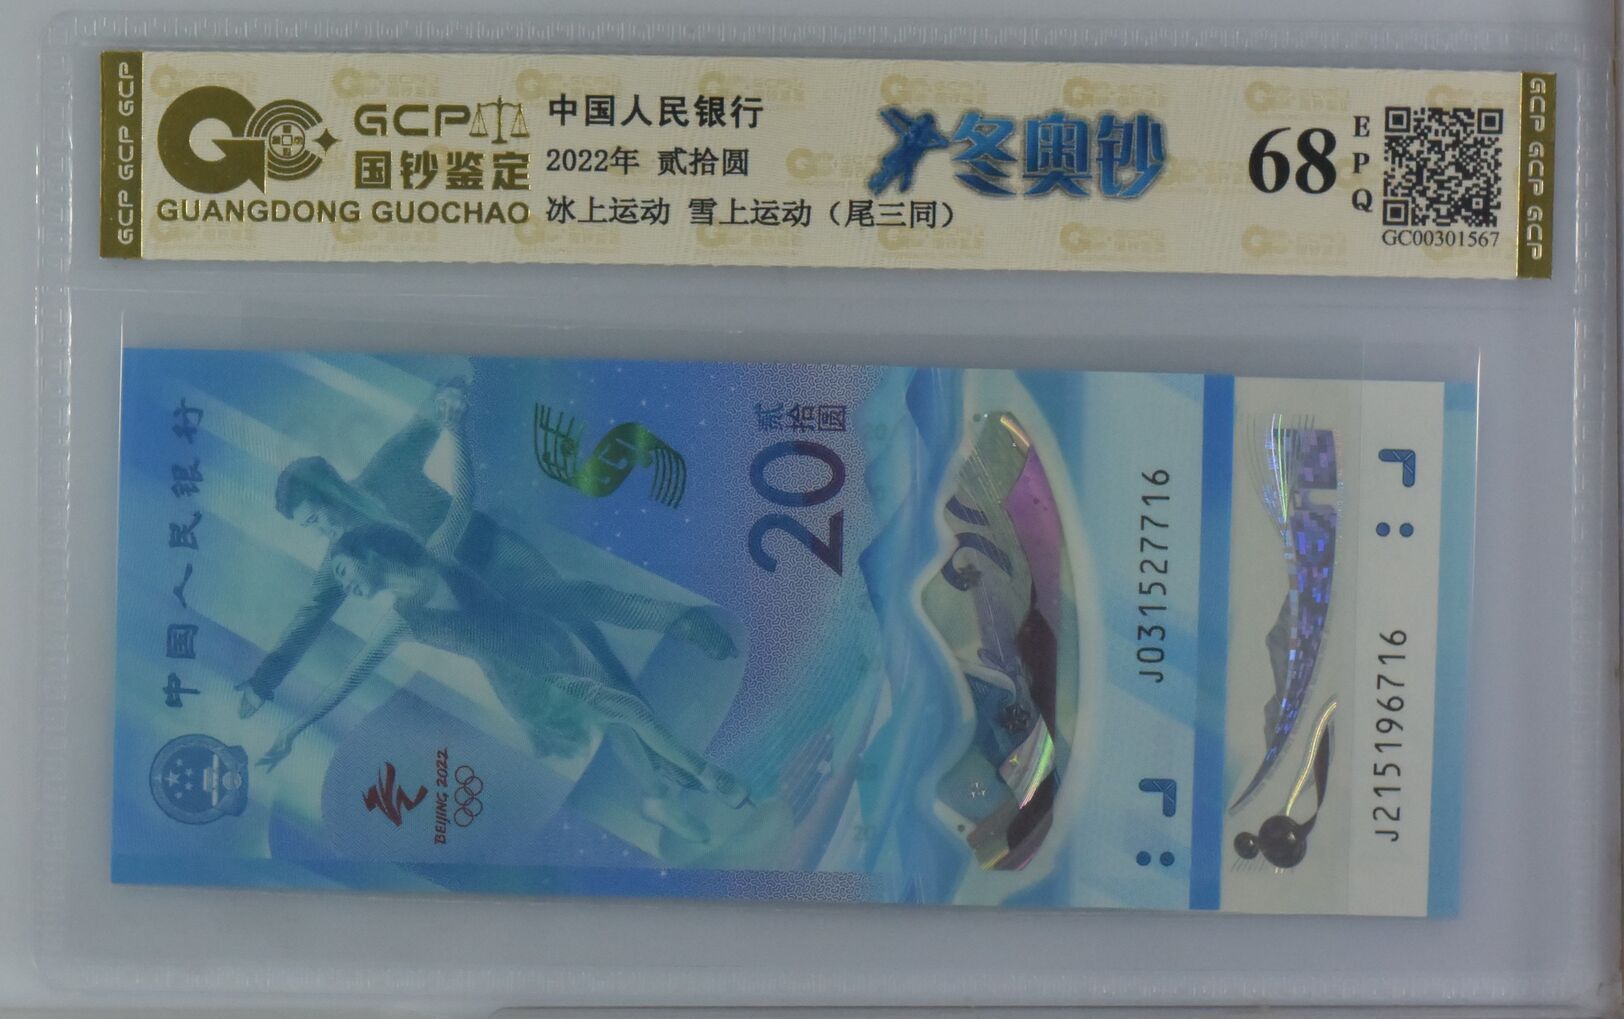 GCP GCP GCP
GCP
国钞鉴定
GUANGDONG GUOCHAO
中国人民银行
2022年 贰拾圆
冰上运动 雪上运动（尾三同）
冬奥钞
68
EPQ
GC00301567
GCP GCP GCP
中国人民银行
BEIJING 2022
贰拾圆
20
J031527716
J215196716